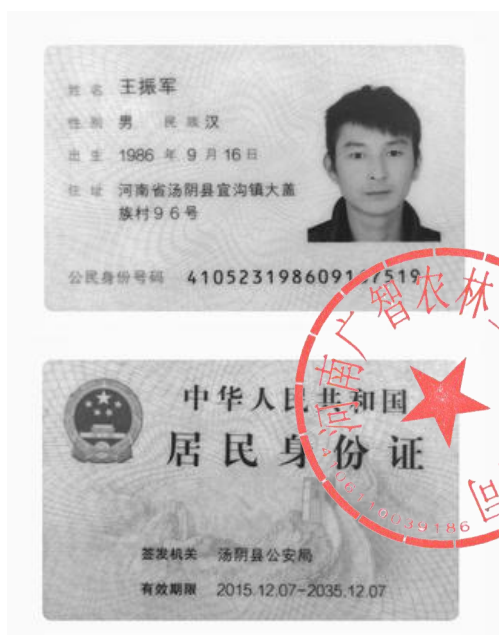 姓名 王振军
性别 男 民族 汉
出生 1986 年 9 月 16 日
住址 河南省汤阴县宜沟镇大盖
族村96号
公民身份号码 410523198609167519
中华人民共和国
居民身份证
签发机关 汤阴县公安局
有效期限 2015.12.07-2035.12.07
河南广智农林
司